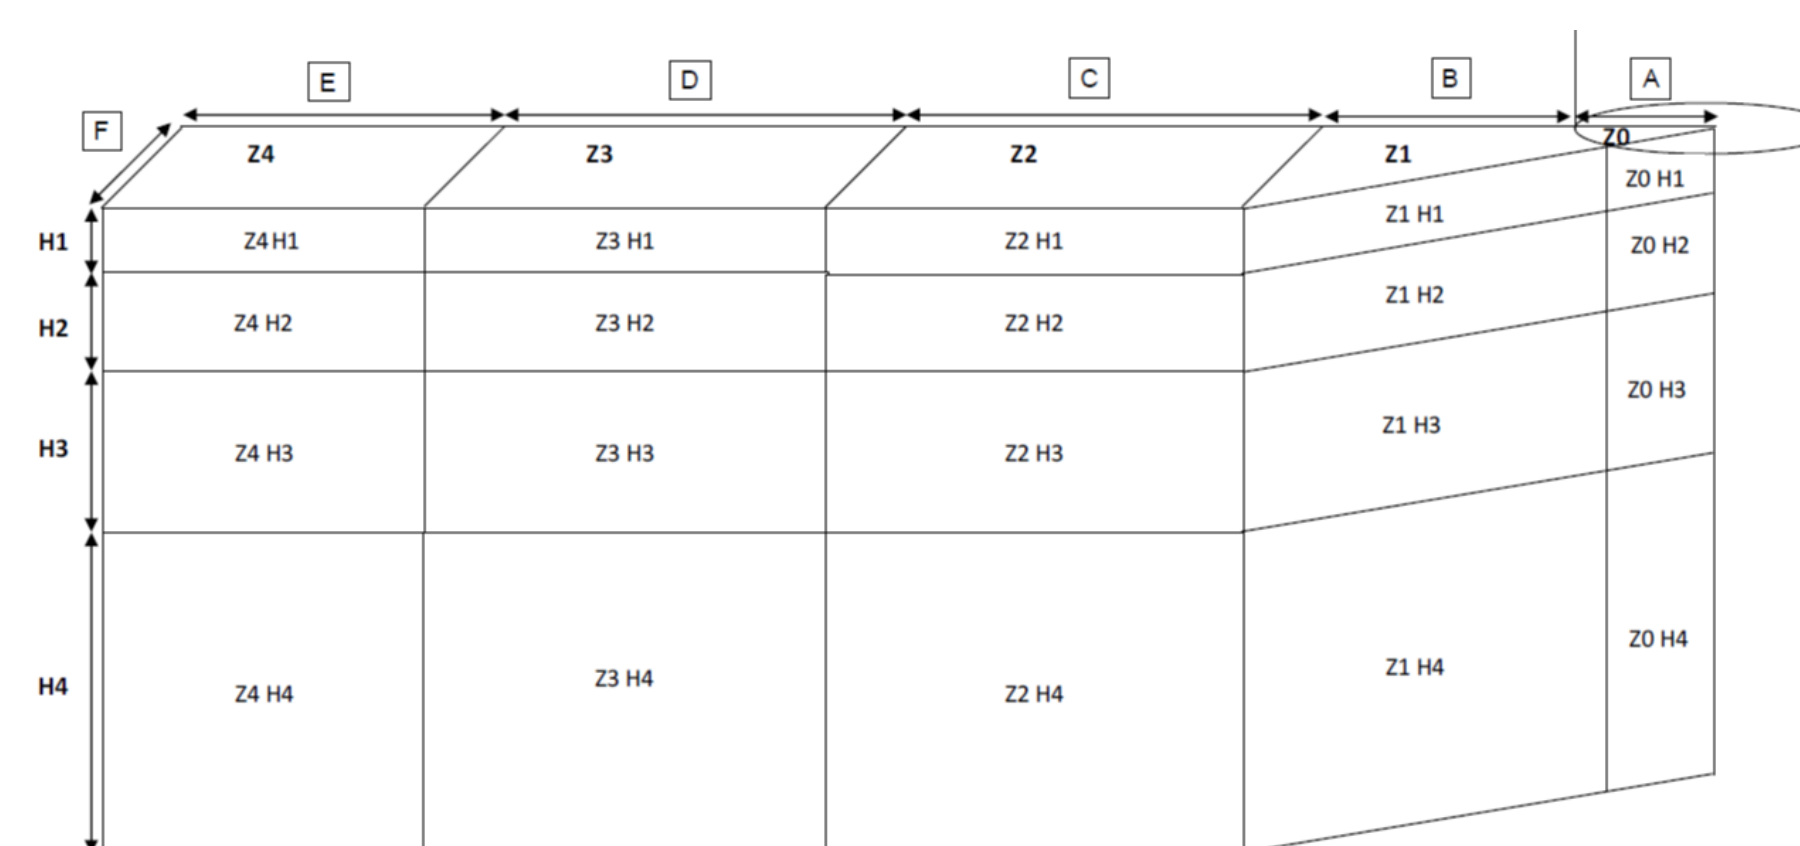 E
D
C
B
A
F
Z4
Z3
Z2
Z1
Z0
Z0 H1
Z1 H1
H1
Z4 H1
Z3 H1
Z2 H1
Z0 H2
Z1 H2
H2
Z4 H2
Z3 H2
Z2 H2
Z0 H3
Z1 H3
H3
Z4 H3
Z3 H3
Z2 H3
Z0 H4
Z1 H4
H4
Z4 H4
Z3 H4
Z2 H4